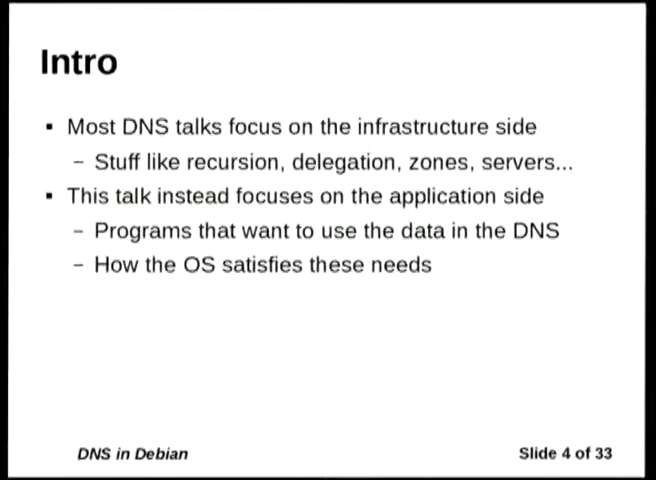 Intro
▪ Most DNS talks focus on the infrastructure side
– Stuff like recursion, delegation, zones, servers...
▪ This talk instead focuses on the application side
– Programs that want to use the data in the DNS
– How the OS satisfies these needs
DNS in Debian
Slide 4 of 33